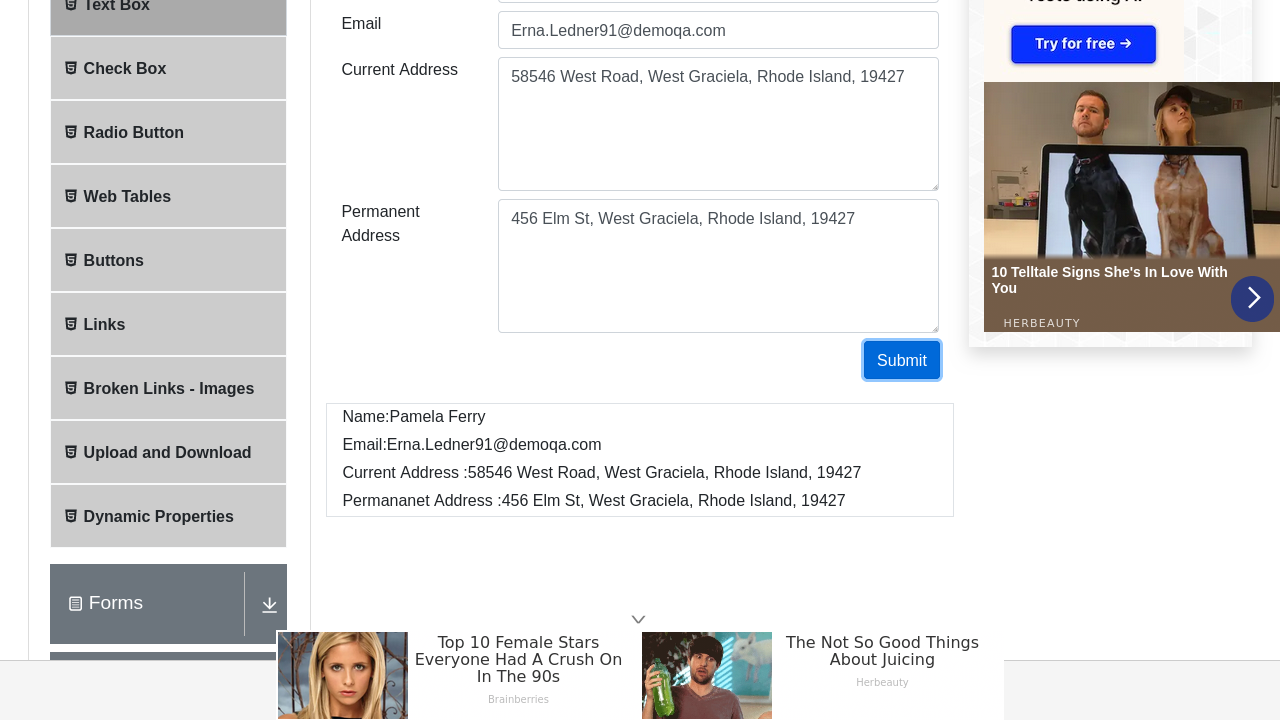 Text Box
Check Box
Radio Button
Web Tables
Buttons
Links
Broken Links - Images
Upload and Download
Dynamic Properties
Forms
Email
Erna.Ledner91@demoqa.com
Current Address
58546 West Road, West Graciela, Rhode Island, 19427
Permanent
Address
456 Elm St, West Graciela, Rhode Island, 19427
Submit
Name:Pamela Ferry
Email:Erna.Ledner91@demoqa.com
Current Address :58546 West Road, West Graciela, Rhode Island, 19427
Permananet Address :456 Elm St, West Graciela, Rhode Island, 19427
Try for free →
10 Telltale Signs She's In Love With
You
HERBEAUTY
Top 10 Female Stars
Everyone Had A Crush On
In The 90s
Brainberries
The Not So Good Things
About Juicing
Herbeauty